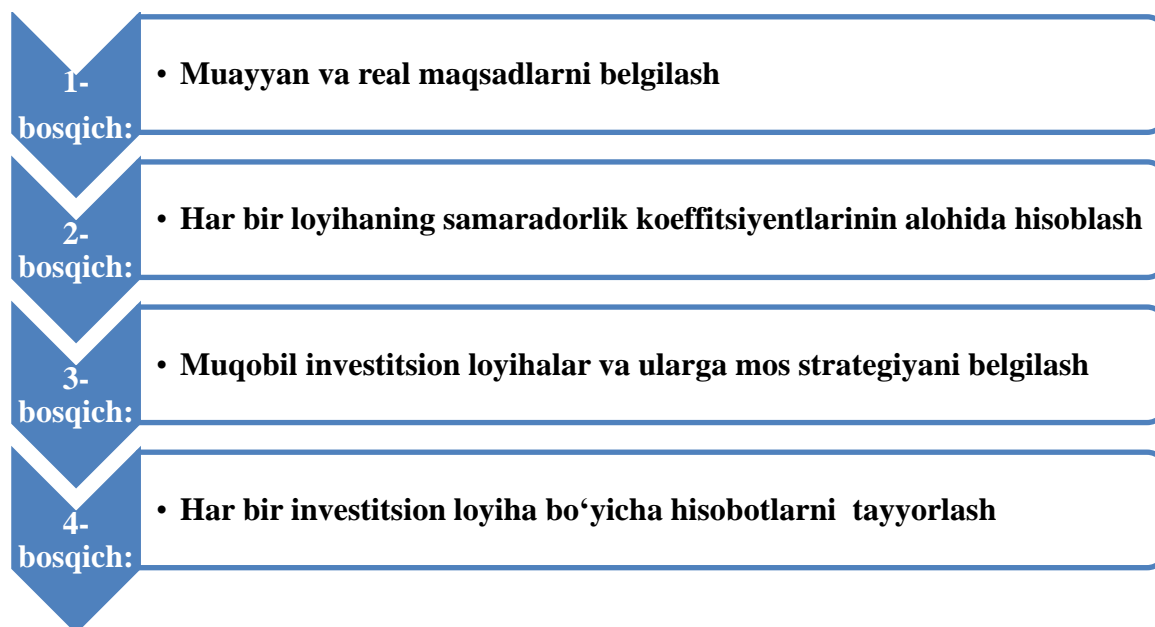 1-
bosqich:
• Muayyan va real maqsadlarni belgilash
2-
bosqich:
• Har bir loyihaning samaradorlik koeffitsiyentlarinin alohida hisoblash
3-
bosqich:
• Muqobil investitsion loyihalar va ularga mos strategiyani belgilash
4-
bosqich:
• Har bir investitsion loyiha bo‘yicha hisobotlarni  tayyorlash